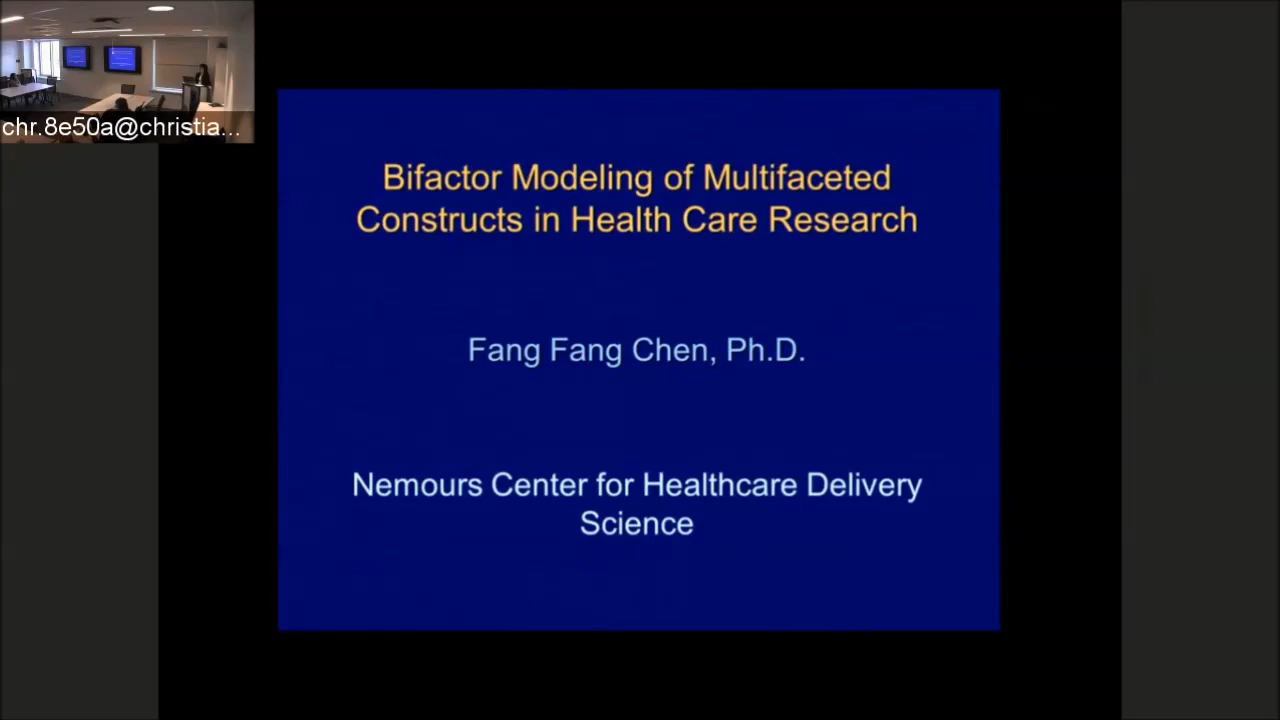 chr.8e50a@christia...
Bifactor Modeling of Multifaceted
Constructs in Health Care Research
Fang Fang Chen, Ph.D.
Nemours Center for Healthcare Delivery
Science